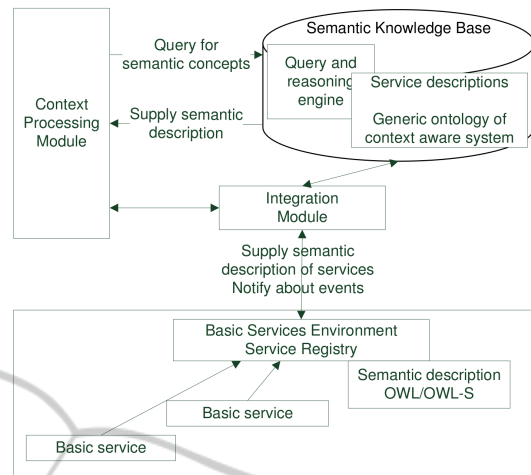 Semantic Knowledge Base
Query for
semantic concepts
Query and
reasoning
engine
Service descriptions
Generic ontology of
context aware system
Context
Processing
Module
Supply semantic
description
Integration
Module
Supply semantic
description of services
Notify about events
Basic Services Environment
Service Registry
Semantic description
OWL/OWL-S
Basic service
Basic service